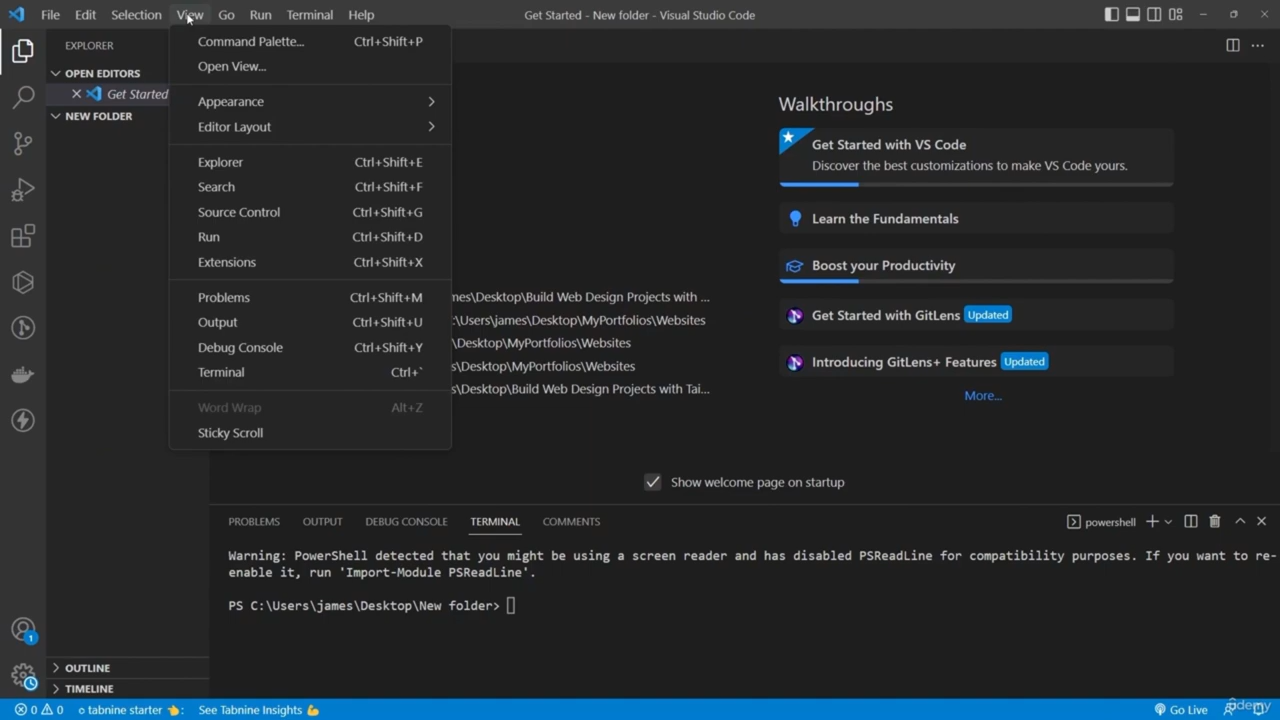 File Edit Selection View Go Run Terminal Help
Get Started - New folder - Visual Studio Code
EXPLORER
OPEN EDITORS
Get Started
NEW FOLDER
OUTLINE
TIMELINE
Command Palette... Ctrl+Shift+P
Open View...
Appearance
Editor Layout
Explorer Ctrl+Shift+E
Search Ctrl+Shift+F
Source Control Ctrl+Shift+G
Run Ctrl+Shift+D
Extensions Ctrl+Shift+X
Problems Ctrl+Shift+M
Output Ctrl+Shift+U
Debug Console Ctrl+Shift+Y
Terminal Ctrl+`
Word Wrap Alt+Z
Sticky Scroll
mes\Desktop\Build Web Design Projects with ...
:\Users\james\Desktop\MyPortfolios\Websites
\Desktop\MyPortfolios\Websites
s\Desktop\MyPortfolios\Websites
s\Desktop\Build Web Design Projects with Tai...
Walkthroughs
Get Started with VS Code
Discover the best customizations to make VS Code yours.
Learn the Fundamentals
Boost your Productivity
Get Started with GitLens Updated
Introducing GitLens+ Features Updated
More...
Show welcome page on startup
PROBLEMS OUTPUT DEBUG CONSOLE TERMINAL COMMENTS
powershell
Warning: PowerShell detected that you might be using a screen reader and has disabled PSReadLine for compatibility purposes. If you want to re-
enable it, run 'Import-Module PSReadLine'.
PS C:\Users\james\Desktop\New folder>
1
0 0 tabnine starter See Tabnine Insights
Go Live
udemy